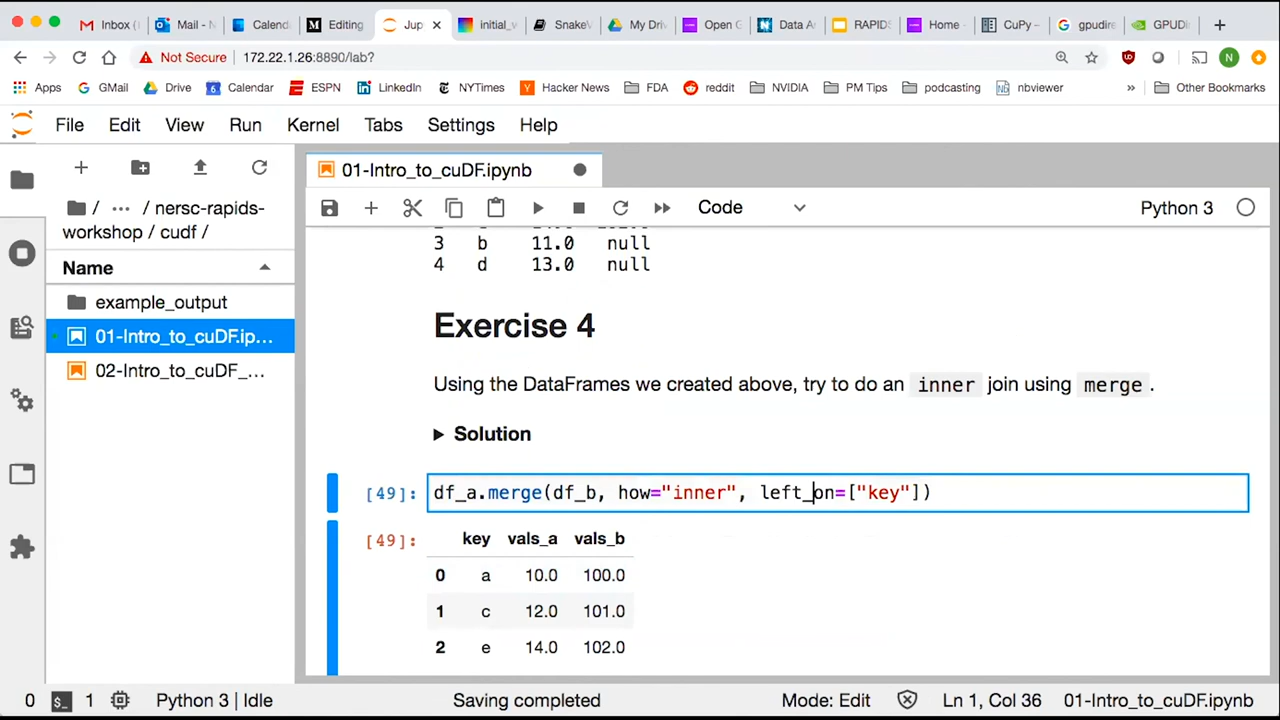 Inbox (
Mail - N
Calend
Editing
Jup
initial_v
SnakeV
My Driv
Open G
Data A
RAPIDS
Home -
CuPy –
gpudire
GPUDi
Not Secure
172.22.1.26:8890/lab?
N
Apps
GMail
Drive
Calendar
ESPN
LinkedIn
NYTimes
Hacker News
FDA
reddit
NVIDIA
PM Tips
podcasting
nbviewer
»
Other Bookmarks
File Edit View Run Kernel Tabs Settings Help
01-Intro_to_cuDF.ipynb
Code
Python 3
/ ··· / nersc-rapids-
workshop / cudf /
Name
example_output
01-Intro_to_cuDF.ip...
02-Intro_to_cuDF_...
3 b 11.0 null
4 d 13.0 null
Exercise 4
Using the DataFrames we created above, try to do an inner join using merge .
Solution
[49]: df_a.merge(df_b, how="inner", left_on=["key"])
[49]: key vals_a vals_b
0 a 10.0 100.0
1 c 12.0 101.0
2 e 14.0 102.0
0 $_ 1 Python 3 | Idle Saving completed Mode: Edit Ln 1, Col 36 01-Intro_to_cuDF.ipynb